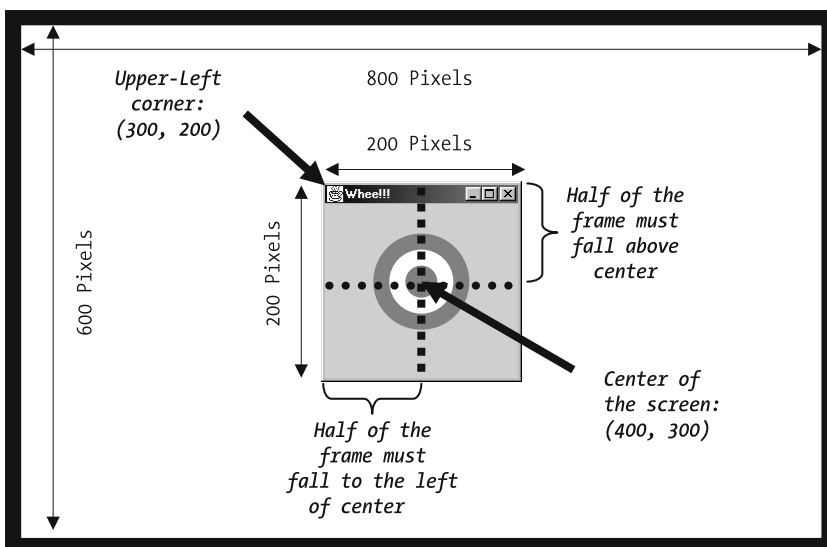 Upper-Left
corner:
(300, 200)
800 Pixels
200 Pixels
Whee!!!
Half of the
frame must
fall above
center
600 Pixels
200 Pixels
Center of
the screen:
(400, 300)
Half of the
frame must
fall to the left
of center